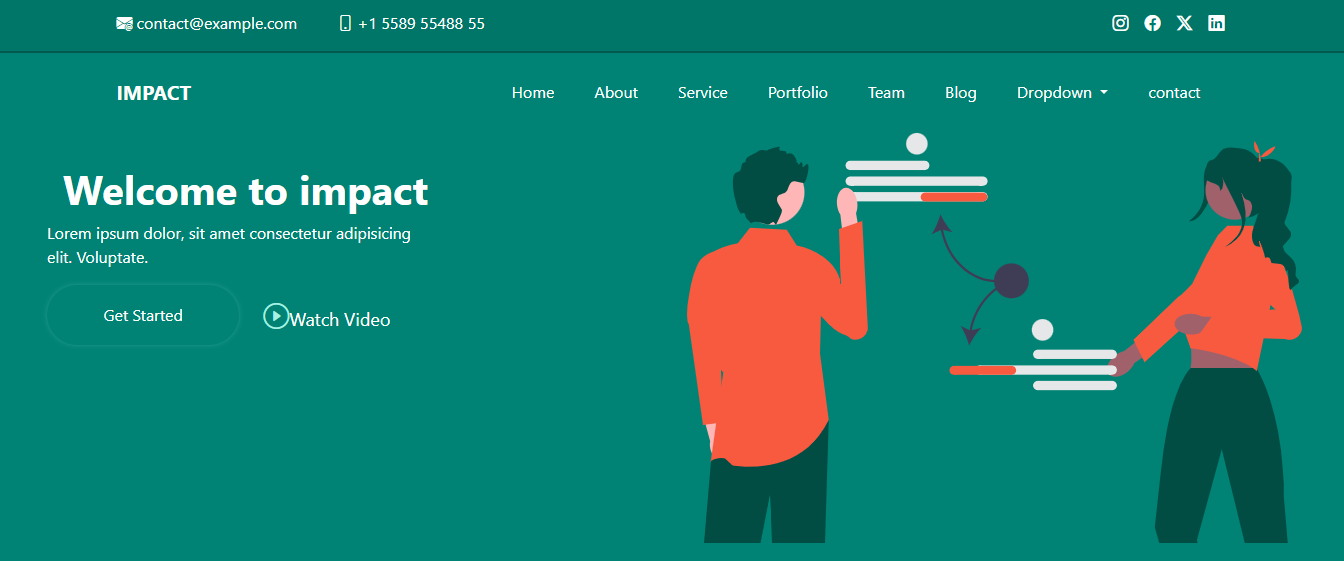 contact@example.com +1 5589 55488 55
IMPACT Home About Service Portfolio Team Blog Dropdown contact
Welcome to impact
Lorem ipsum dolor, sit amet consectetur adipisicing
elit. Voluptate.
Get Started Watch Video